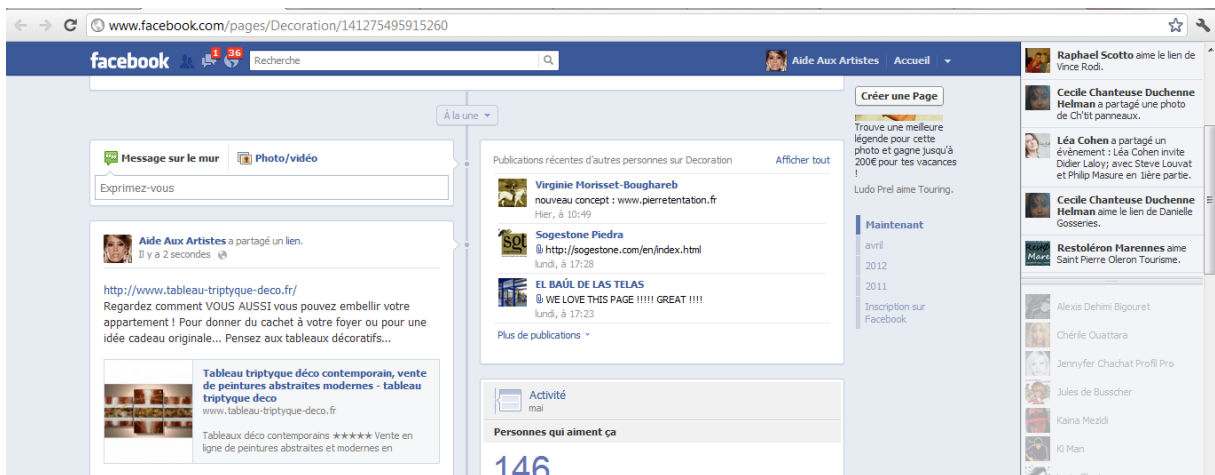 www.facebook.com/pages/Decoration/141275495915260
facebook
1
36
Recherche
Aide Aux Artistes
Accueil
À la une
Message sur le mur
Photo/vidéo
Exprimez-vous
Aide Aux Artistes a partagé un lien.
Il y a 2 secondes
http://www.tableau-triptyque-deco.fr/
Regardez comment VOUS AUSSI vous pouvez embellir votre
appartement ! Pour donner du cachet à votre foyer ou pour une
idée cadeau originale... Pensez aux tableaux décoratifs...
Tableau triptyque déco contemporain, vente
de peintures abstraites modernes - tableau
triptyque deco
www.tableau-triptyque-deco.fr
Tableaux déco contemporains ★★★★★ Vente en
ligne de peintures abstraites et modernes en
Publications récentes d'autres personnes sur Decoration
Afficher tout
Virginie Morisset-Boughareb
nouveau concept : www.pierretentation.fr
Hier, à 10:49
sgt
Sogestone Piedra
http://sogestone.com/en/index.html
lundi, à 17:28
EL BAÚL DE LAS TELAS
WE LOVE THIS PAGE !!!!! GREAT !!!!
lundi, à 17:23
Plus de publications
Activité
mai
Personnes qui aiment ça
146
Créer une Page
Trouve une meilleure
légende pour cette
photo et gagne jusqu'à
200€ pour tes vacances
!
Ludo Prel aime Touring.
Maintenant
avril
2012
2011
Inscription sur
Facebook
Raphael Scotto aime le lien de
Vince Rodi.
Cecile Chanteuse Duchenne
Helman a partagé une photo
de Ch'tit panneaux.
Léa Cohen a partagé un
évènement : Léa Cohen invite
Didier Laloy; avec Steve Louvat
et Philip Masure en 1ière partie.
Cecile Chanteuse Duchenne
Helman aime le lien de Danielle
Gosseries.
Mare
Restoléron Marennes aime
Saint Pierre Oleron Tourisme.
Alexis Dehimi Bigouret
Chérile Ouattara
Jennyfer Chachat Profil Pro
Jules de Busscher
Kaina Mezidi
Ki Man